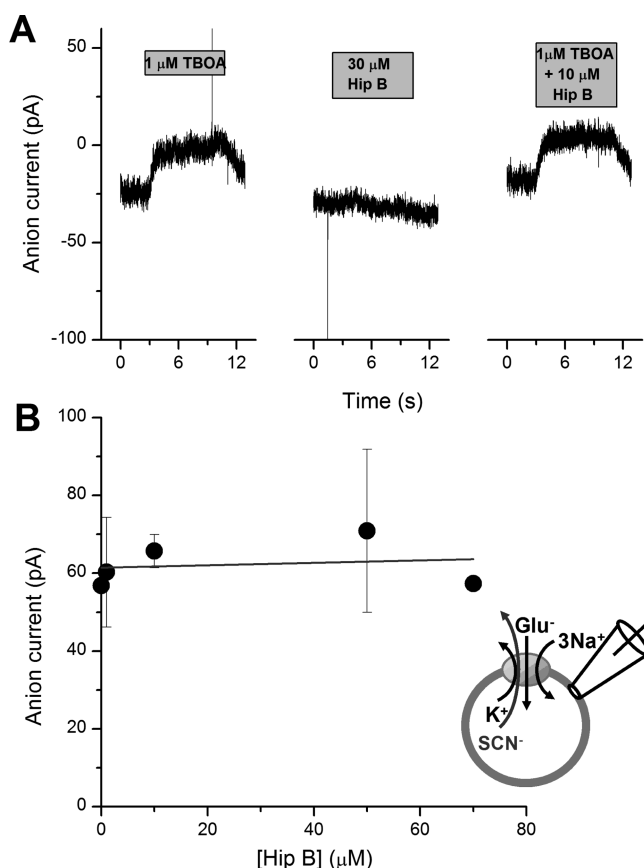 A
1 μM TBOA
30 μM
Hip B
1μM TBOA
+ 10 μM
Hip B
Anion current (pA)
50
0
-50
-100
0 6 12 0 6 12 0 6 12
Time (s)
B
Anion current (pA)
100
80
60
40
20
0
0 20 40 60 80
[Hip B] (μM)
Glu⁻
3Na⁺
K⁺
SCN⁻